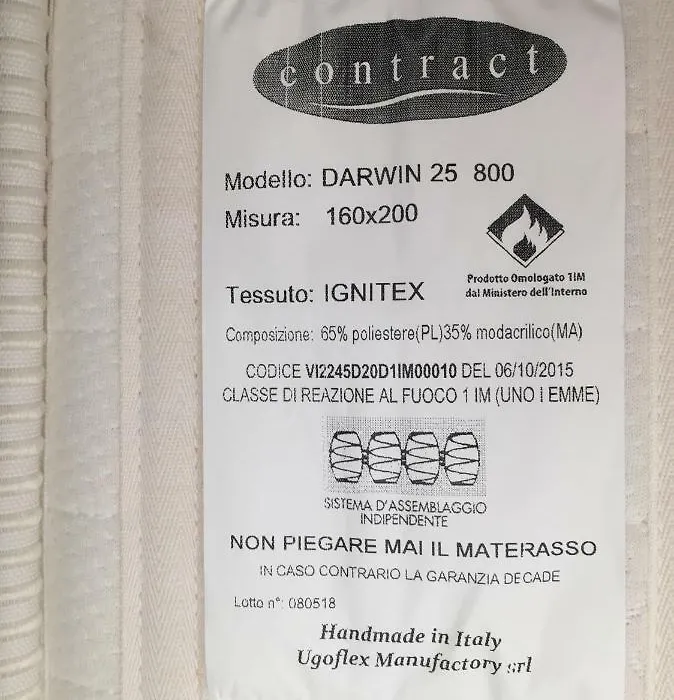 contract
Modello: DARWIN 25 800
Misura: 160x200
Prodotto Omologato 1IM
dal Ministero dell'Interno
Tessuto: IGNITEX
Composizione: 65% poliestere(PL)35% modacrilico(MA)
CODICE VI2245D20D1IM00010 DEL 06/10/2015
CLASSE DI REAZIONE AL FUOCO 1 IM (UNO I EMME)
SISTEMA D'ASSEMBLAGGIO
INDIPENDENTE
NON PIEGARE MAI IL MATERASSO
IN CASO CONTRARIO LA GARANZIA DECADE
Lotto n°: 080518
Handmade in Italy
Ugoflex Manufactory srl